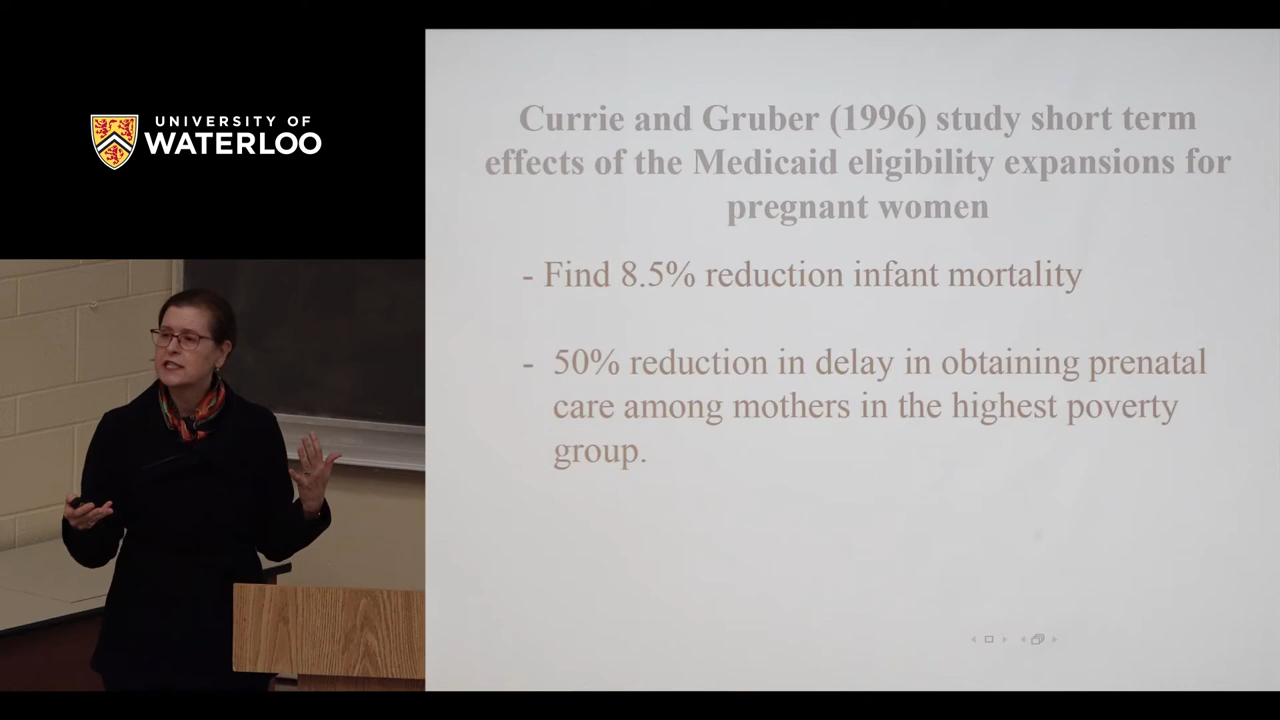 UNIVERSITY OF
WATERLOO
Currie and Gruber (1996) study short term
effects of the Medicaid eligibility expansions for
pregnant women
- Find 8.5% reduction infant mortality
- 50% reduction in delay in obtaining prenatal
care among mothers in the highest poverty
group.